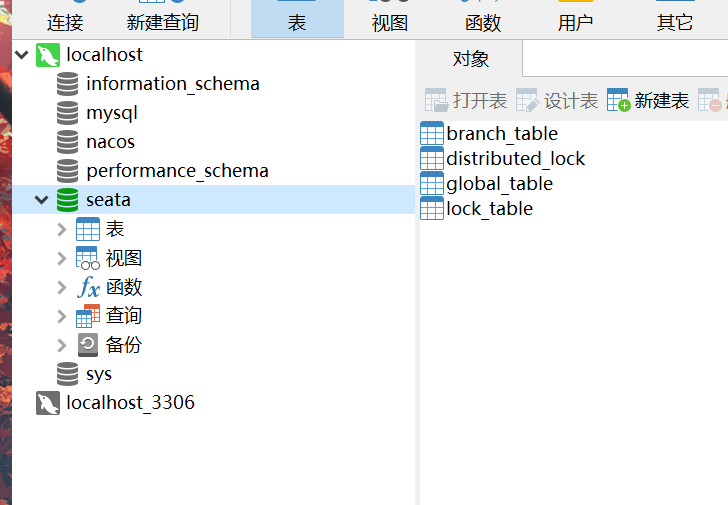 连接 新建查询 表 视图 函数 用户 其它
localhost
information_schema
mysql
nacos
performance_schema
seata
表
视图
函数
查询
备份
sys
localhost_3306
对象
打开表 设计表 新建表
branch_table
distributed_lock
global_table
lock_table